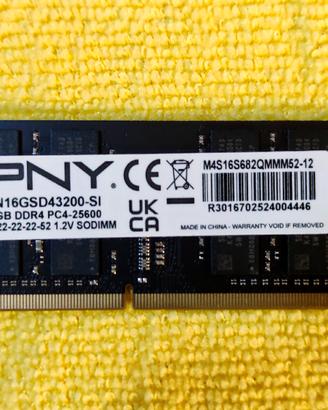 PNY. CE
N16GSD43200-SI
GB DDR4 PC4-25600
22-22-22-52 1.2V SODIMM
UK
CA
M4S16S682QMMM52-12
R3016702524004446
MADE IN CHINA - WARRANTY VOID IF REMOVED